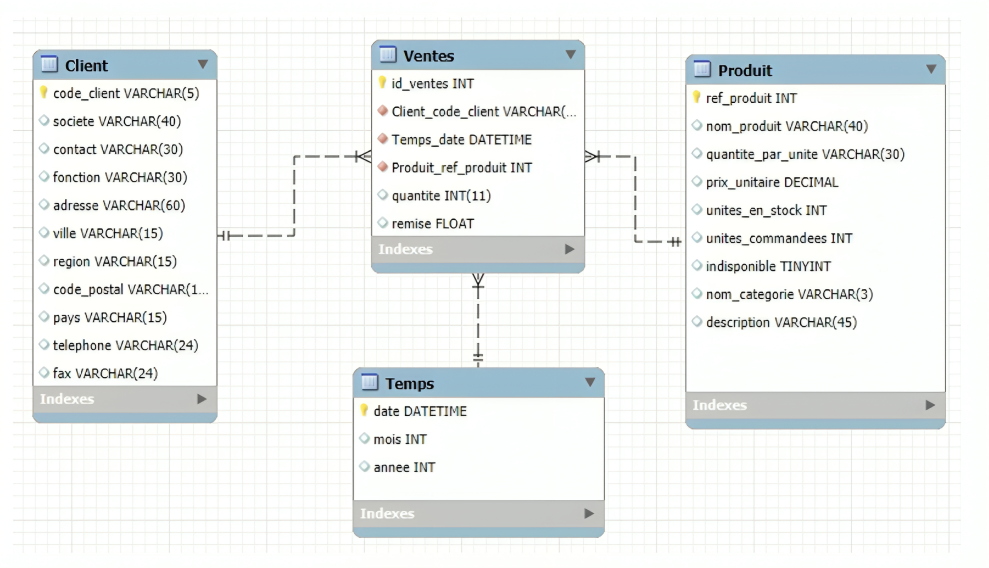 Client
code_client VARCHAR(5)
societe VARCHAR(40)
contact VARCHAR(30)
fonction VARCHAR(30)
adresse VARCHAR(60)
ville VARCHAR(15)
region VARCHAR(15)
code_postal VARCHAR(1...
pays VARCHAR(15)
telephone VARCHAR(24)
fax VARCHAR(24)
Indexes
Ventes
id_ventes INT
Client_code_client VARCHAR(...
Temps_date DATETIME
Produit_ref_produit INT
quantite INT(11)
remise FLOAT
Indexes
Produit
ref_produit INT
nom_produit VARCHAR(40)
quantite_par_unite VARCHAR(30)
prix_unitaire DECIMAL
unites_en_stock INT
unites_commandees INT
indisponible TINYINT
nom_categorie VARCHAR(3)
description VARCHAR(45)
Indexes
Temps
date DATETIME
mois INT
annee INT
Indexes